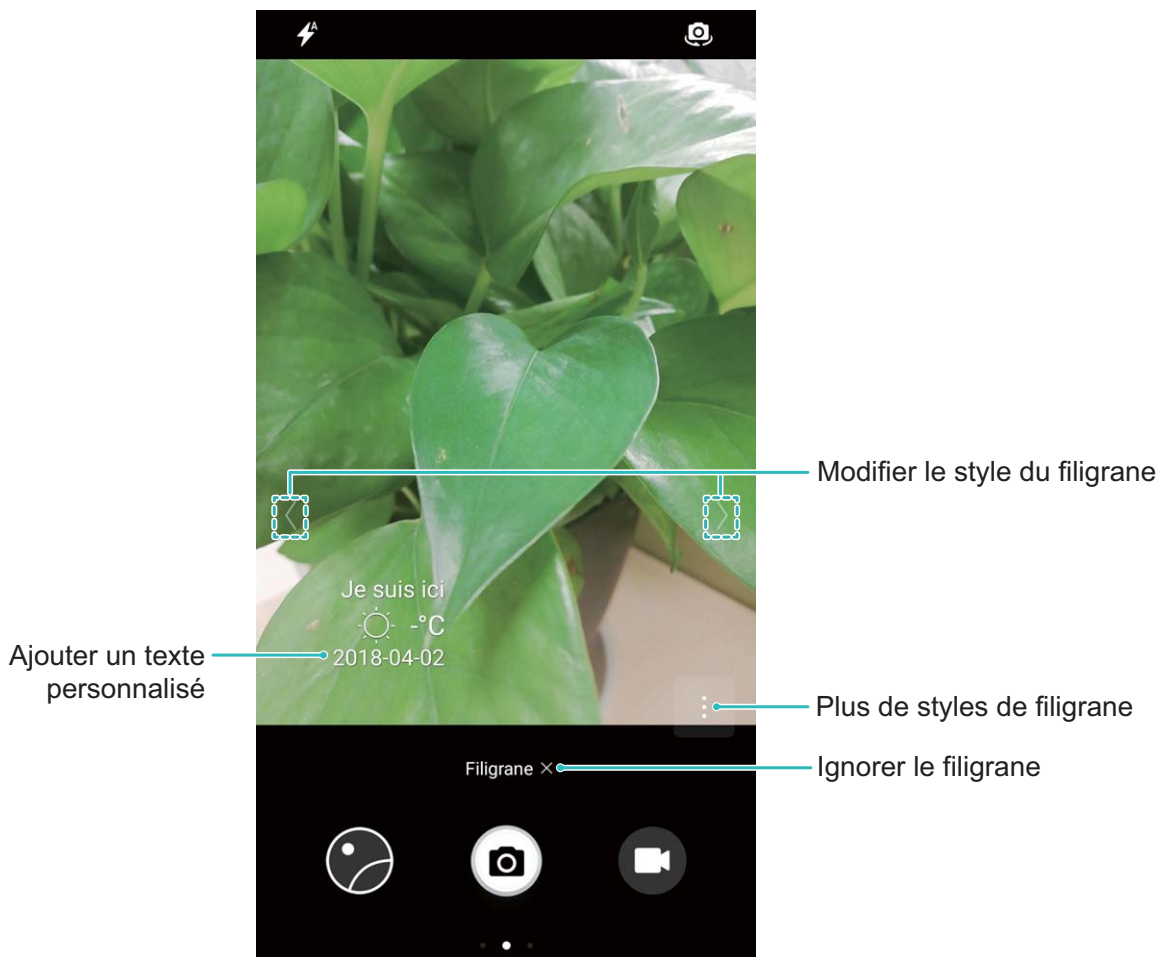 A
Modifier le style du filigrane
Je suis ici
-°C
2018-04-02
Ajouter un texte
personnalisé
Plus de styles de filigrane
Filigrane ×
Ignorer le filigrane